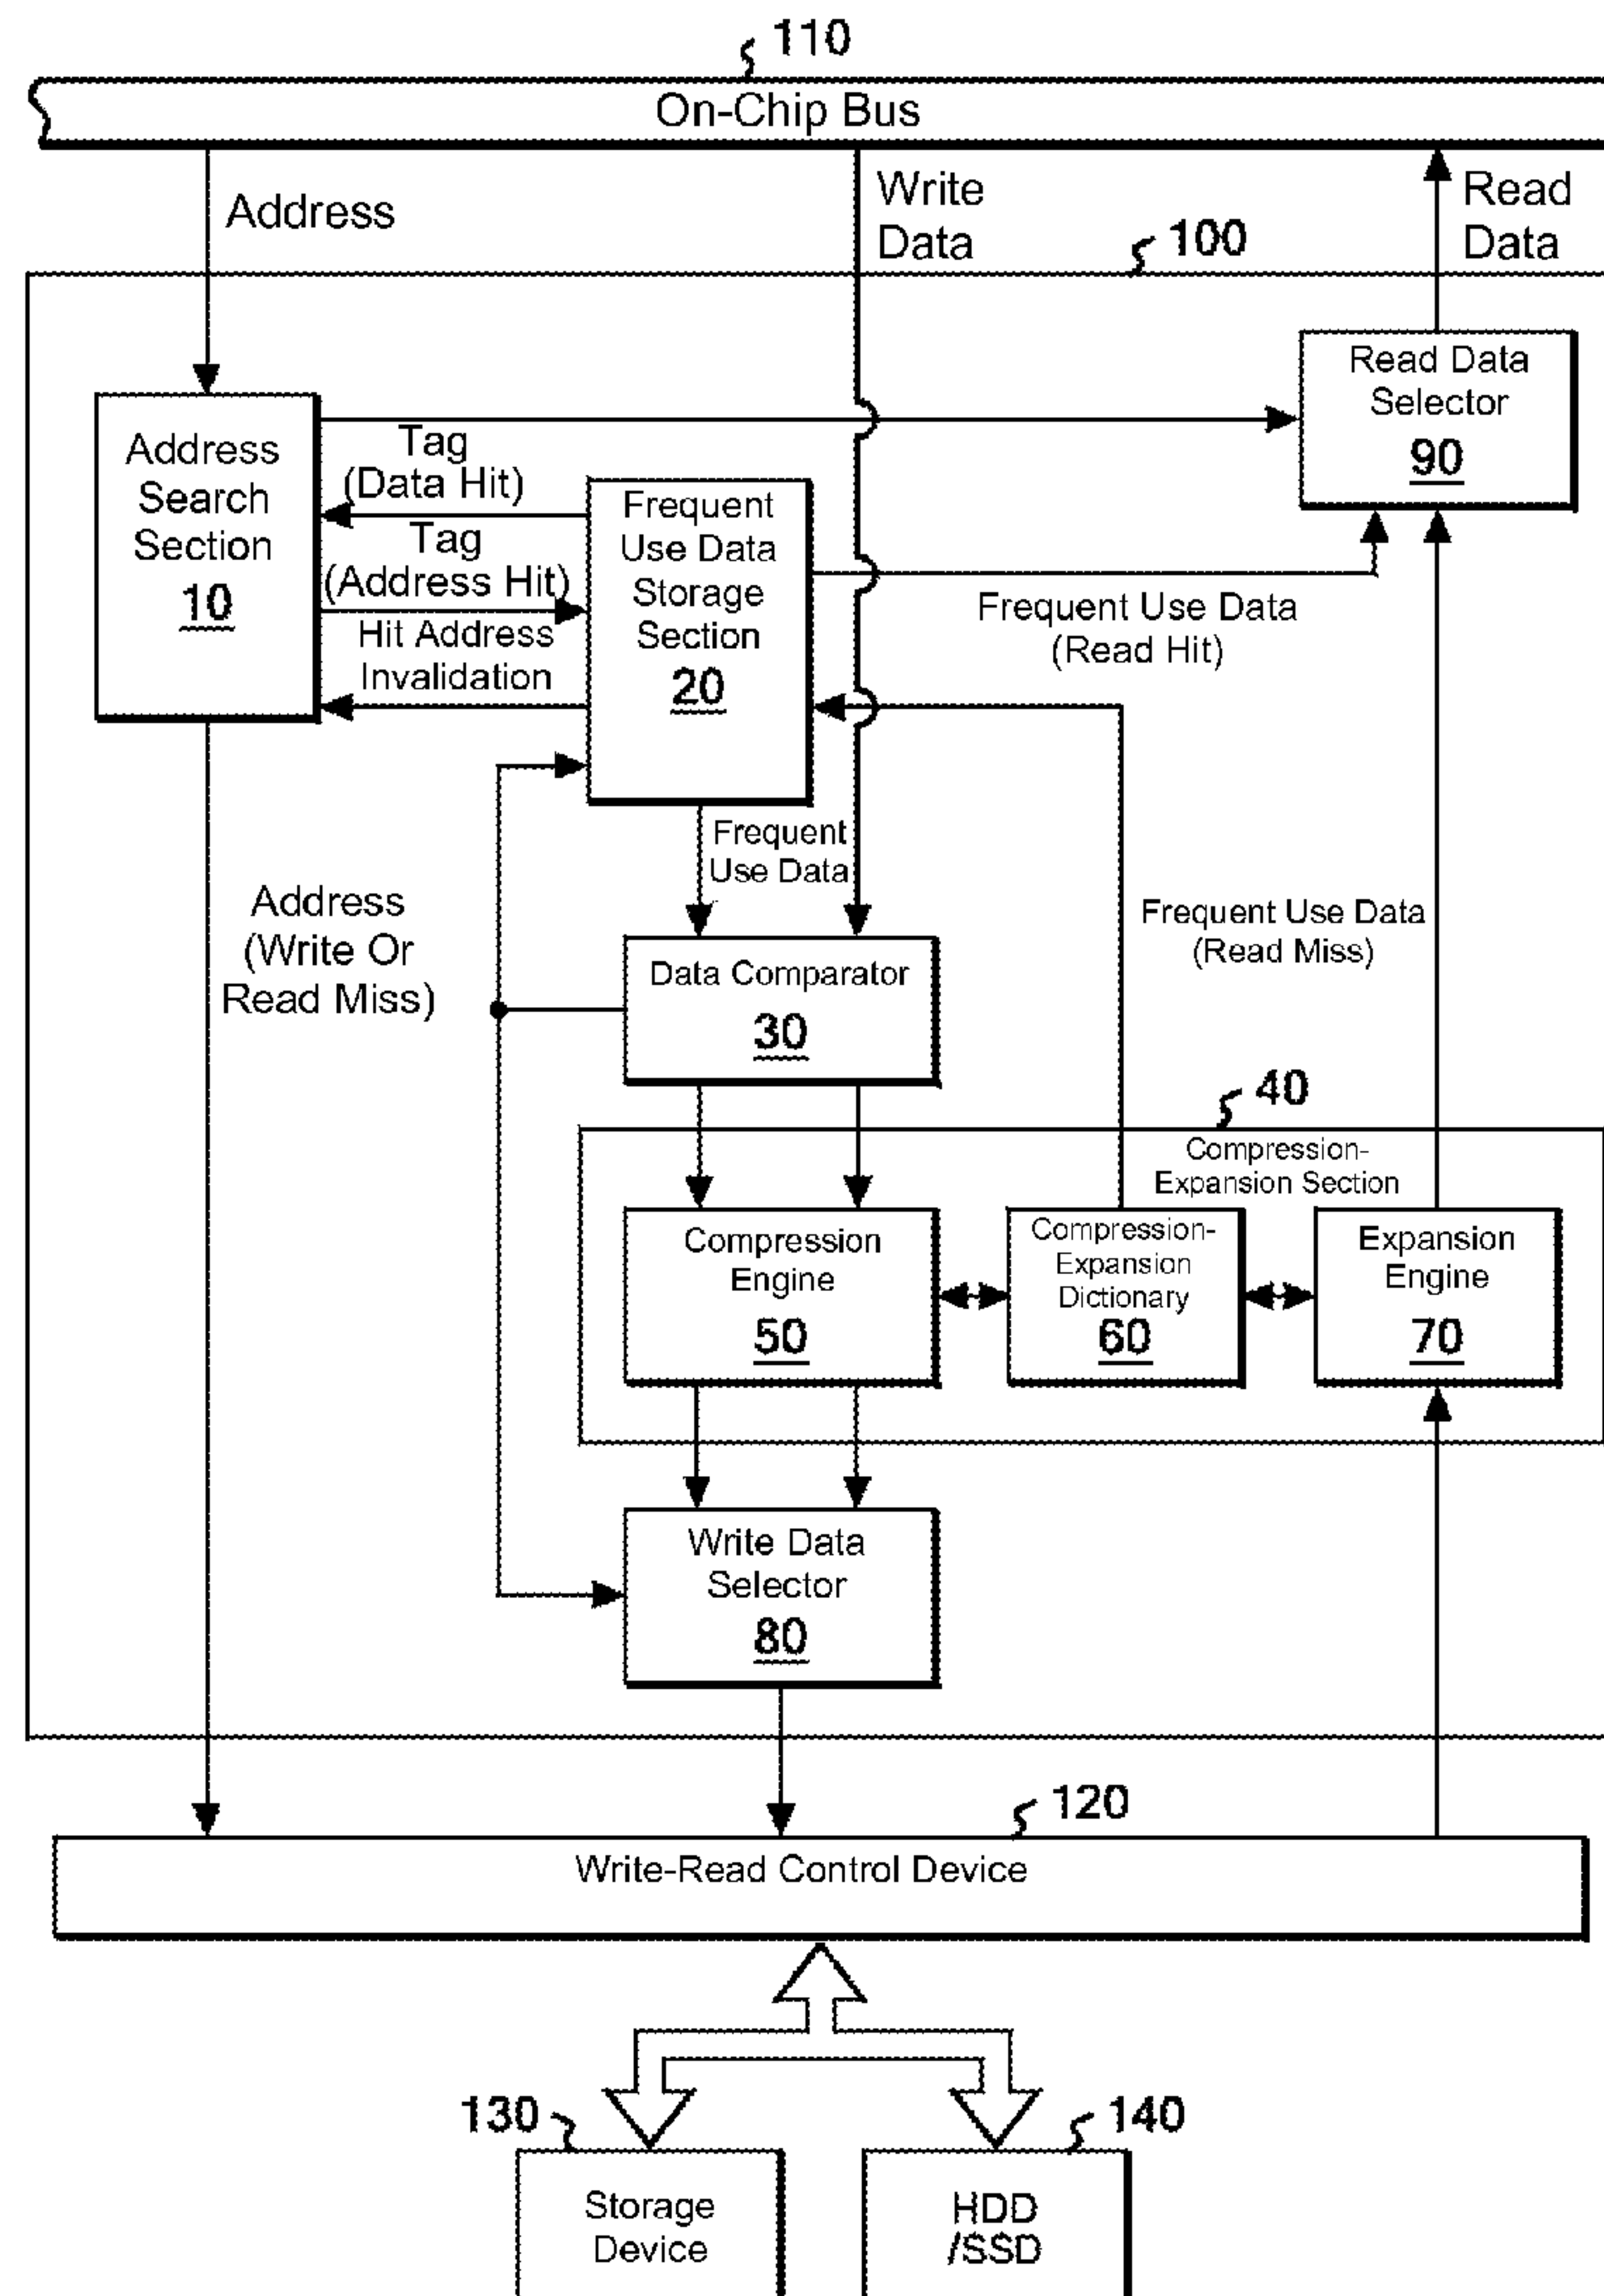 110
On-Chip Bus
Address
Write
Data
Read
Data
100
Address
Search
Section
10
Tag
(Data Hit)
Tag
(Address Hit)
Hit Address
Invalidation
Frequent
Use Data
Storage
Section
20
Read Data
Selector
90
Frequent Use Data
(Read Hit)
Frequent
Use Data
Address
(Write Or
Read Miss)
Data Comparator
30
Frequent Use Data
(Read Miss)
40
Compression-
Expansion Section
Compression
Engine
50
Compression-
Expansion
Dictionary
60
Expansion
Engine
70
Write Data
Selector
80
120
Write-Read Control Device
130
Storage
Device
140
HDD
/SSD